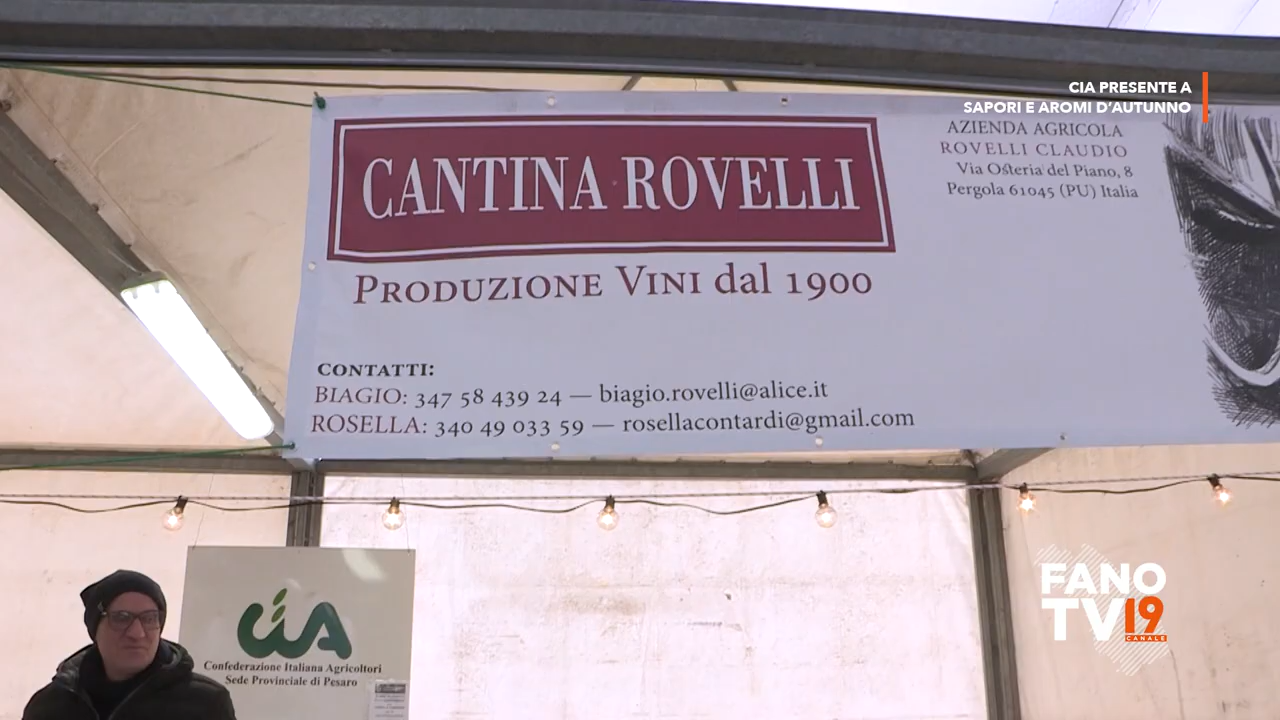 CIA PRESENTE A
SAPORI E AROMI D'AUTUNNO
CANTINA ROVELLI
PRODUZIONE VINI dal 1900
AZIENDA AGRICOLA
ROVELLI CLAUDIO
Via Osteria del Piano, 8
Pergola 61045 (PU) Italia
CONTATTI:
BIAGIO: 347 58 439 24 — biagio.rovelli@alice.it
ROSELLA: 340 49 033 59 — rosellacontardi@gmail.com
CIA
Confederazione Italiana Agricoltori
Sede Provinciale di Pesaro
FANO
TV19
CANALE